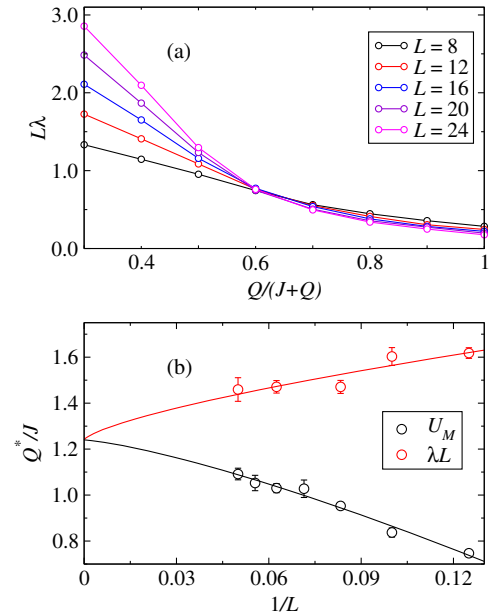 3.0
(a)
L = 8
L = 12
L = 16
L = 20
L = 24
2.0
Lλ
1.0
0.0
0.4 0.6 0.8 1
Q/(J+Q)
(b)
1.6
1.4
Q*/J
U_M
λL
1.2
1.0
0.8
0 0.03 0.06 0.09 0.12
1/L